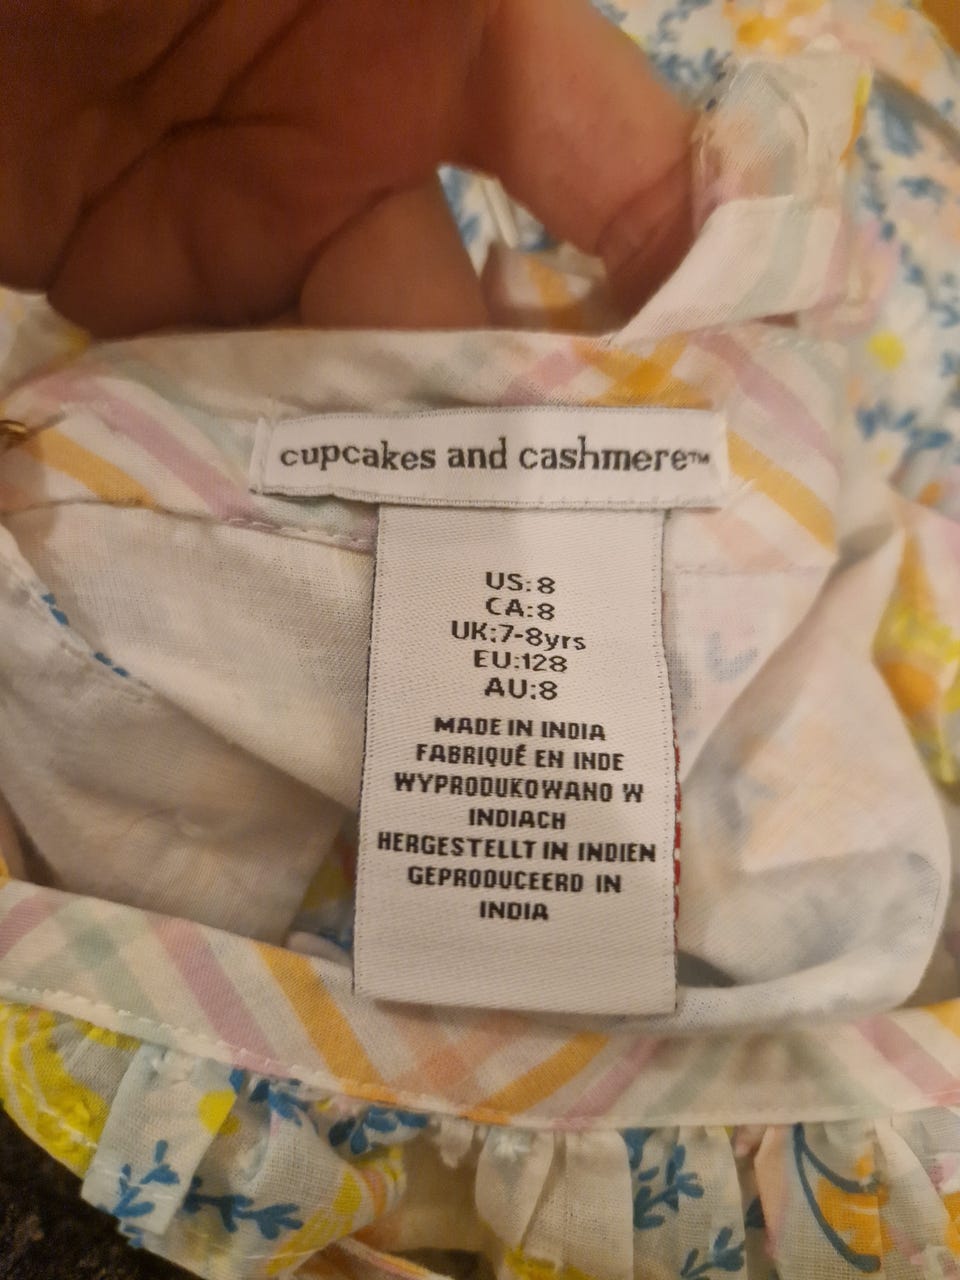 cupcakes and cashmere™
US:8
CA:8
UK:7-8yrs
EU:128
AU:8
MADE IN INDIA
FABRIQUÉ EN INDE
WYPRODUKOWANO W
INDIACH
HERGESTELLT IN INDIEN
GEPRODUCEERD IN
INDIA